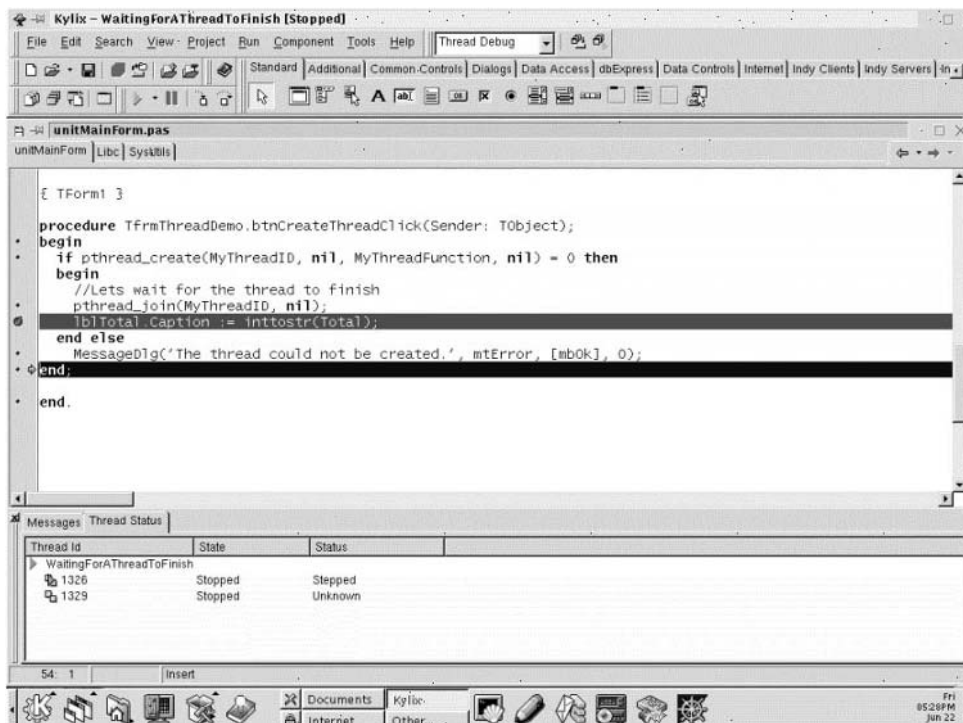 Kylix - WaitingForAThreadToFinish [Stopped]
File Edit Search View Project Run Component Tools Help Thread Debug
Standard Additional Common Controls Dialogs Data Access dbExpress Data Controls Internet Indy Clients Indy Servers
unitMainForm.pas
unitMainForm Libc SysUtils
{ TForm1 }
procedure TfrmThreadDemo.btnCreateThreadClick(Sender: TObject);
begin
if pthread_create(MyThreadID, nil, MyThreadFunction, nil) = 0 then
begin
//Lets wait for the thread to finish
pthread_join(MyThreadID, nil);
lblTotal.Caption := inttostr(Total);
end else
MessageDlg('The thread could not be created.', mtError, [mbOk], 0);
end;
end.
Messages Thread Status
Thread Id State Status
WaitingForAThreadToFinish
1326 Stopped Stepped
1329 Stopped Unknown
54: 1 Insert
Documents Kylix
Internet Other
Fri
05:28PM
Jun 22